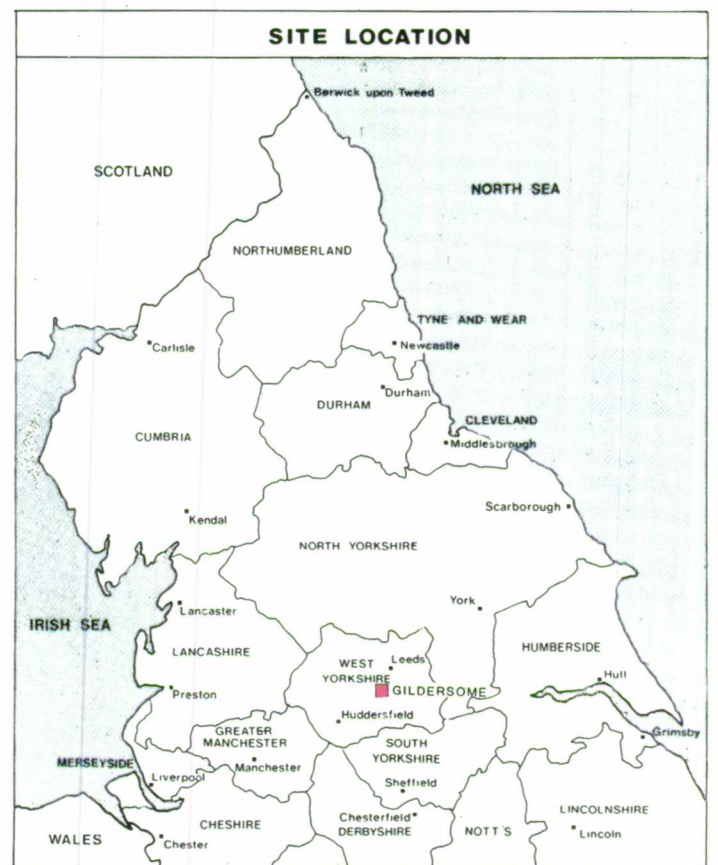 SITE LOCATION
Berwick upon Tweed
SCOTLAND
NORTH SEA
NORTHUMBERLAND
TYNE AND WEAR
Newcastle
Carlisle
Durham
DURHAM
CLEVELAND
CUMBRIA
Middlesbrough
Scarborough
Kendal
NORTH YORKSHIRE
York
Lancaster
IRISH SEA
HUMBERSIDE
LANCASHIRE
WEST
YORKSHIRE
Leeds
Hull
GILDERSOME
Preston
Huddersfield
GREATER
MANCHESTER
Grimsby
SOUTH
YORKSHIRE
MERSEYSIDE
Manchester
Liverpool
Sheffield
LINCOLNSHIRE
Chesterfield
CHESHIRE
DERBYSHIRE
NOTT'S
Lincoln
WALES
Chester